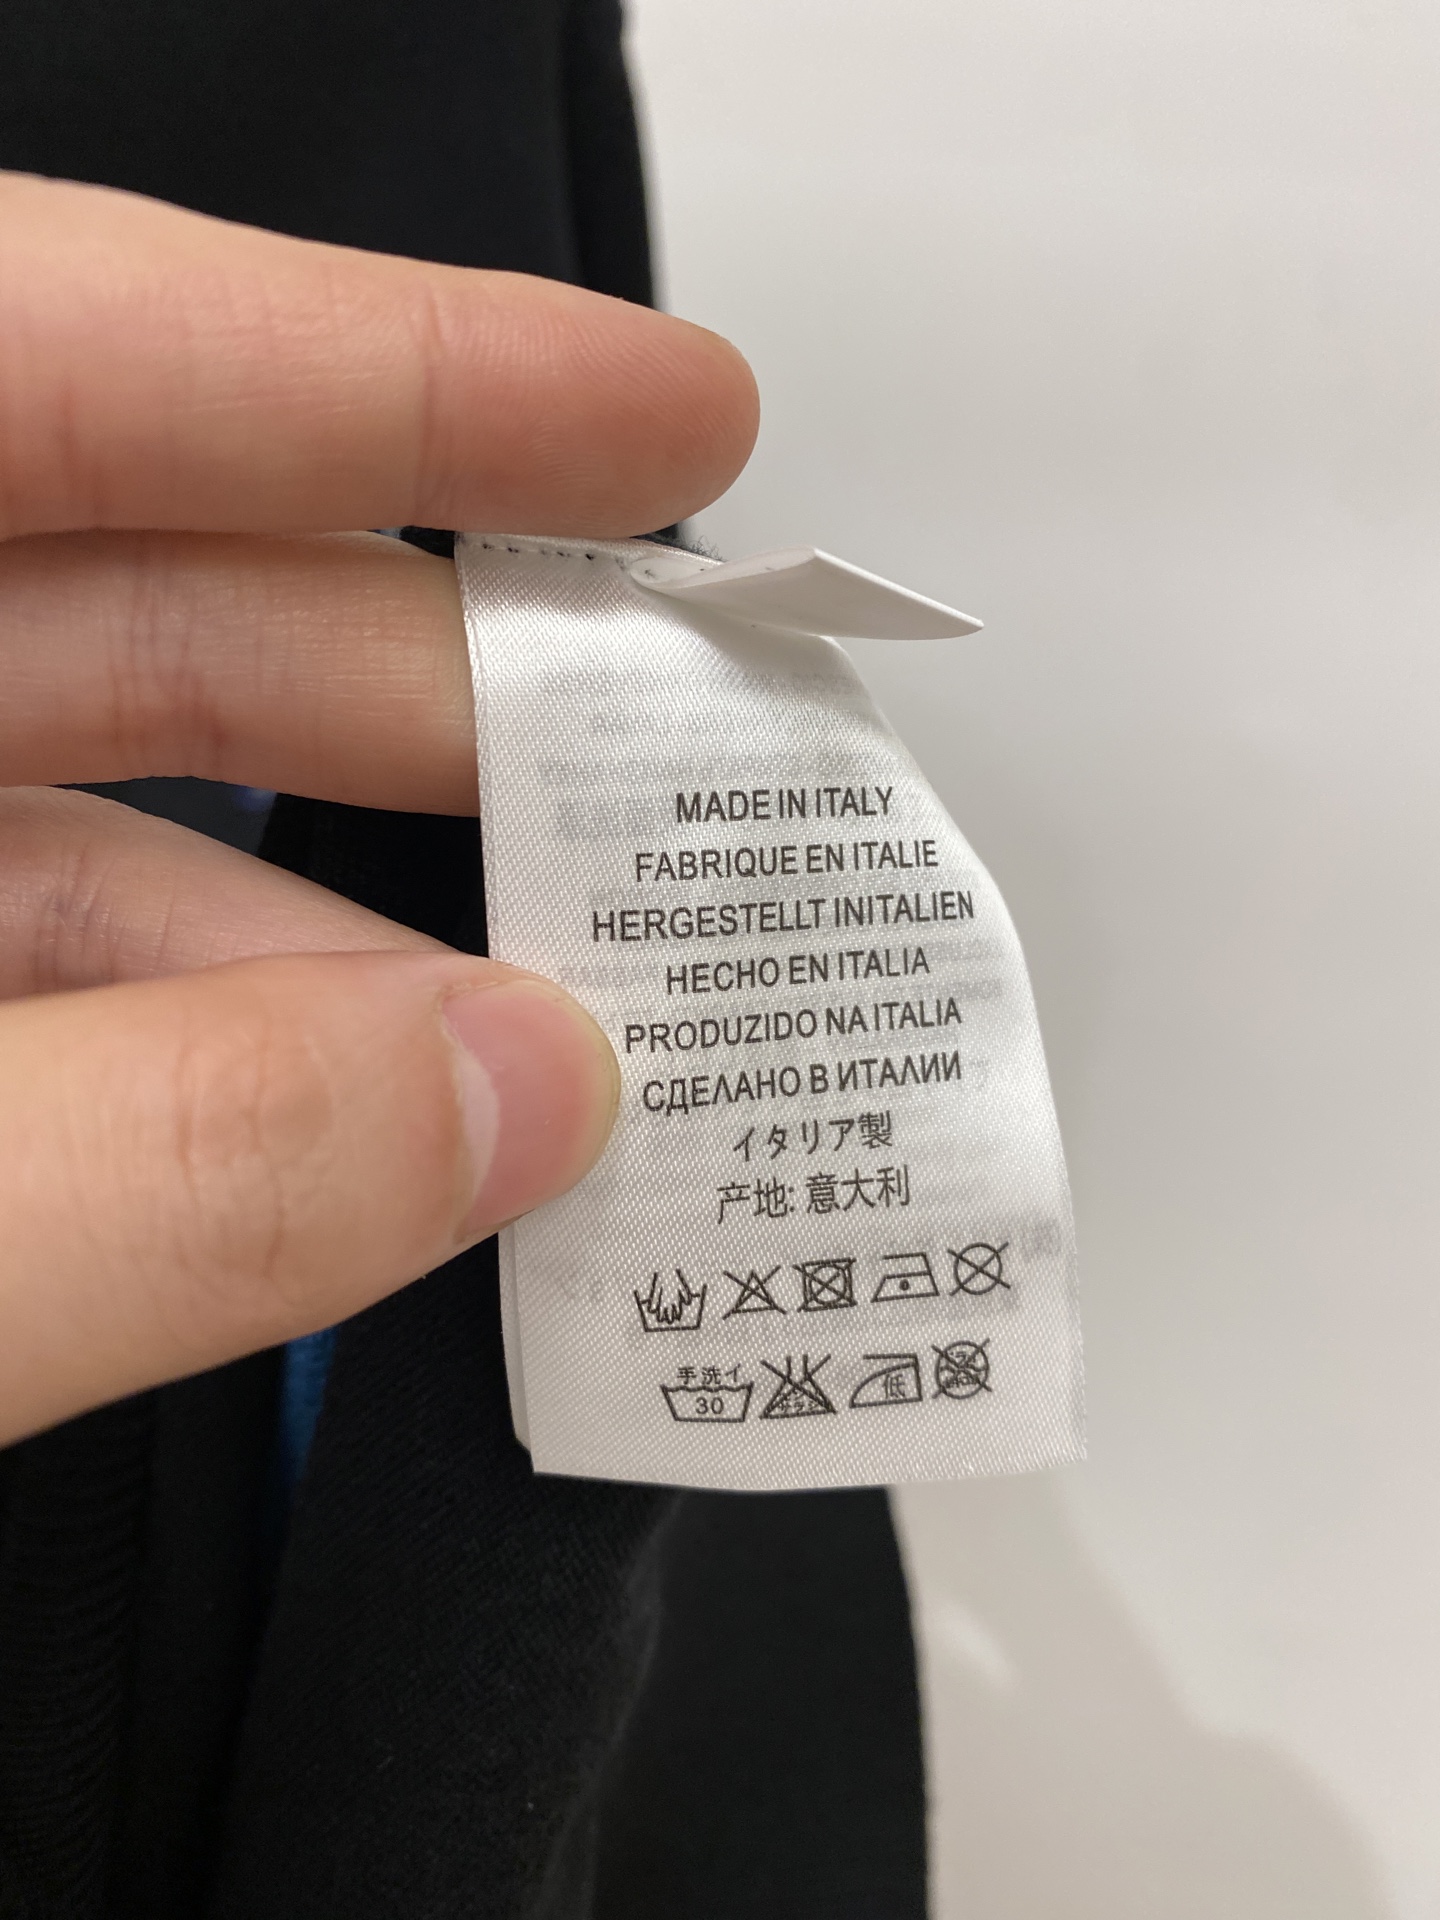 MADE IN ITALY
FABRIQUE EN ITALIE
HERGESTELLT INITALIEN
HECHO EN ITALIA
PRODUZIDO NA ITALIA
СДЕЛАНО В ИТАЛИИ
イタリア製
产地: 意大利
手洗イ
30
低